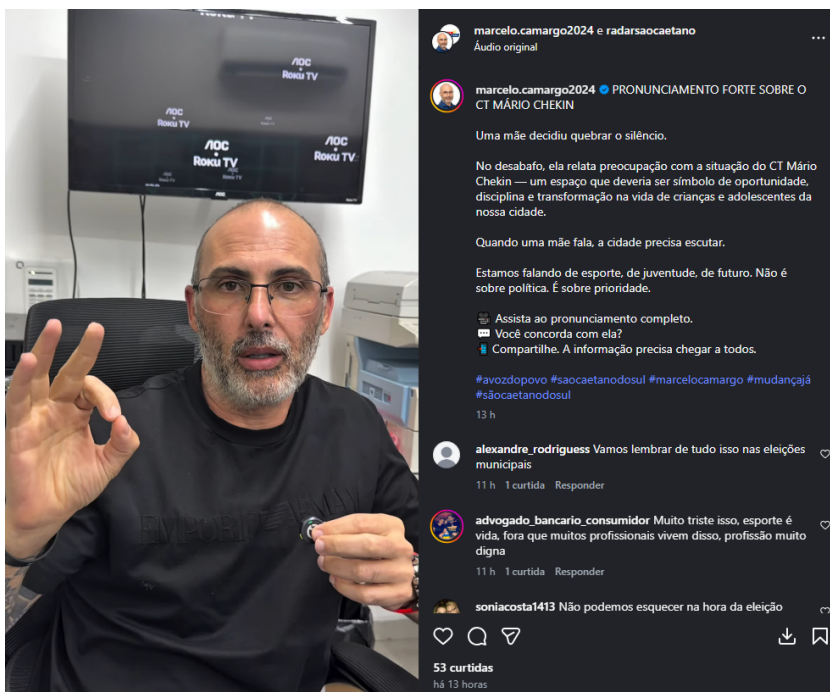 AOC
Roku TV
AOC
Roku TV
AOC
Roku TV
AOC
Roku TV
AOC
EMPORIO ARMANI
marcelo.camargo2024 e radarsaocaetano
Áudio original
marcelo.camargo2024 PRONUNCIAMENTO FORTE SOBRE O
CT MÁRIO CHEKIN
Uma mãe decidiu quebrar o silêncio.
No desabafo, ela relata preocupação com a situação do CT Mário
Chekin — um espaço que deveria ser símbolo de oportunidade,
disciplina e transformação na vida de crianças e adolescentes da
nossa cidade.
Quando uma mãe fala, a cidade precisa escutar.
Estamos falando de esporte, de juventude, de futuro. Não é
sobre política. É sobre prioridade.
Assista ao pronunciamento completo.
Você concorda com ela?
Compartilhe. A informação precisa chegar a todos.
#avozdopovo #saocaetanodosul #marcelocamargo #mudançajá
#sãocaetanodosul
13 h
alexandre_rodriguess Vamos lembrar de tudo isso nas eleições
municipais
11 h 1 curtida Responder
advogado_bancario_consumidor Muito triste isso, esporte é
vida, fora que muitos profissionais vivem disso, profissão muito
digna
11 h 1 curtida Responder
soniacosta1413 Não podemos esquecer na hora da eleição
53 curtidas
há 13 horas